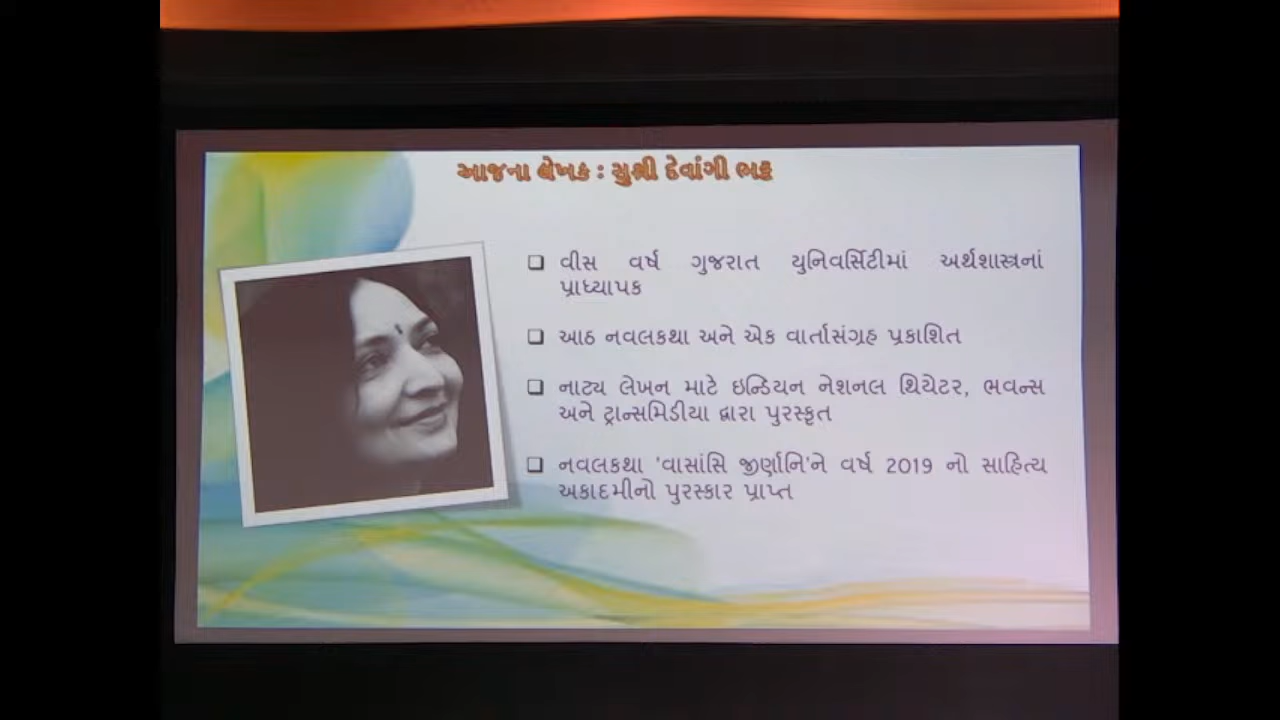 આજના લેખક : સુશ્રી દેવાંગી ભટ્ટ
❑ વીસ વર્ષ ગુજરાત યુનિવર્સિટીમાં અર્થશાસ્ત્રનાં
પ્રાધ્યાપક
❑ આઠ નવલકથા અને એક વાર્તાસંગ્રહ પ્રકાશિત
❑ નાટ્ય લેખન માટે ઇન્ડિયન નેશનલ થિયેટર, ભવન્સ
અને ટ્રાન્સમિડીયા દ્વારા પુરસ્કૃત
❑ નવલકથા 'વાસાંસિ જીર્ણાનિ'ને વર્ષ 2019 નો સાહિત્ય
અકાદમીનો પુરસ્કાર પ્રાપ્ત